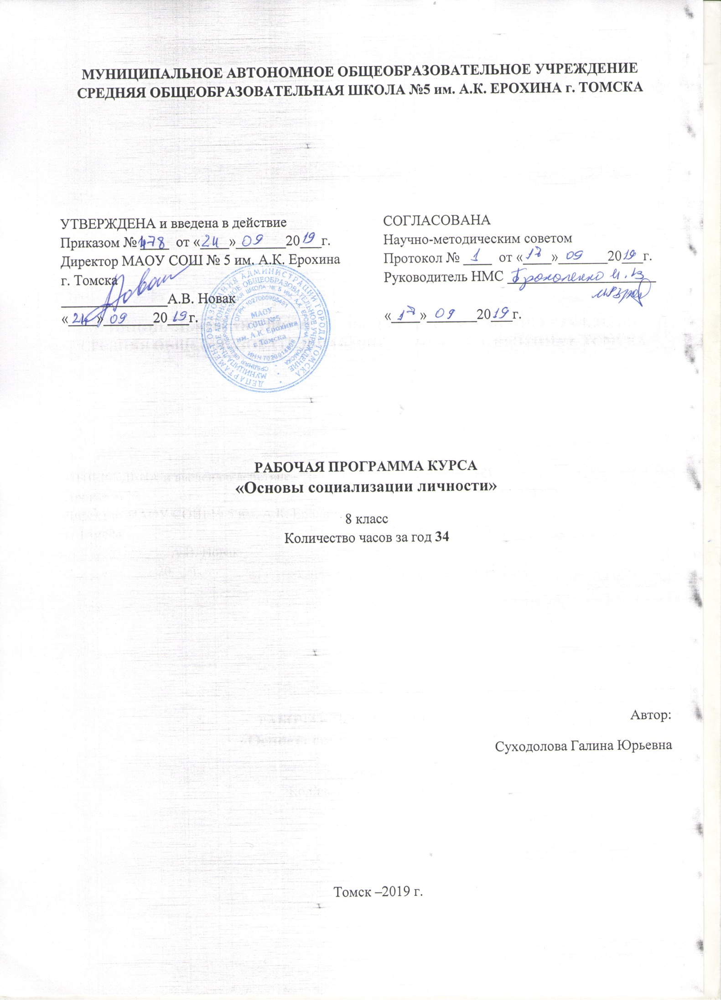 МУНИЦИПАЛЬНОЕ АВТОНОМНОЕ ОБЩЕОБРАЗОВАТЕЛЬНОЕ УЧРЕЖДЕНИЕ
СРЕДНЯЯ ОБЩЕОБРАЗОВАТЕЛЬНАЯ ШКОЛА №5 им. А.К. ЕРОХИНА г. ТОМСКА
УТВЕРЖДЕНА и введена в действие
Приказом № 478 от «24» 09 2019 г.
Директор МАОУ СОШ № 5 им. А.К. Ерохина
г. Томска
А.В. Новак
«24» 09 2019 г.
ДЕПАРТАМЕНТ ОБРАЗОВАНИЯ АДМИНИСТРАЦИИ ГОРОДА ТОМСКА
МУНИЦИПАЛЬНОЕ АВТОНОМНОЕ ОБЩЕОБРАЗОВАТЕЛЬНОЕ УЧРЕЖДЕНИЕ
СРЕДНЯЯ ОБЩЕОБРАЗОВАТЕЛЬНАЯ ШКОЛА № 5 ИМ. А.К. ЕРОХИНА Г. ТОМСКА
ОГРН 1027000905491
МАОУ
СОШ №5
им. А.К. Ерохина
г. Томска
ИНН 7020014808
СОГЛАСОВАНА
Научно-методическим советом
Протокол № 1 от «17» 09 2019 г.
Руководитель НМС
«17» 09 2019 г.
РАБОЧАЯ ПРОГРАММА КУРСА
«Основы социализации личности»
8 класс
Количество часов за год 34
Автор:
Суходолова Галина Юрьевна
Томск –2019 г.